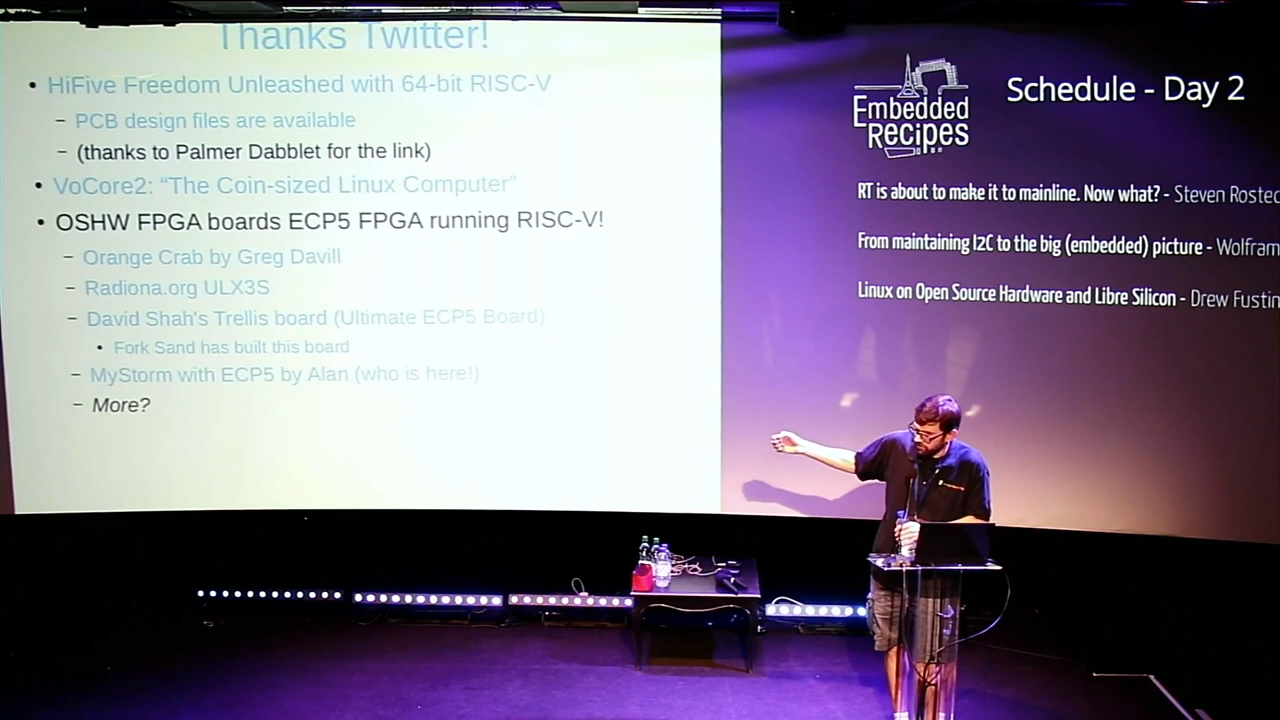 Thanks Twitter!
• HiFive Freedom Unleashed with 64-bit RISC-V
– PCB design files are available
– (thanks to Palmer Dabblet for the link)
• VoCore2: “The Coin-sized Linux Computer”
• OSHW FPGA boards ECP5 FPGA running RISC-V!
– Orange Crab by Greg Davill
– Radiona.org ULX3S
– David Shah's Trellis board (Ultimate ECP5 Board)
• Fork Sand has built this board
– MyStorm with ECP5 by Alan (who is here!)
– More?
Embedded
Recipes
Schedule - Day 2
RT is about to make it to mainline. Now what? - Steven Rosted
From maintaining I2C to the big (embedded) picture - Wolfram
Linux on Open Source Hardware and Libre Silicon - Drew Fustin